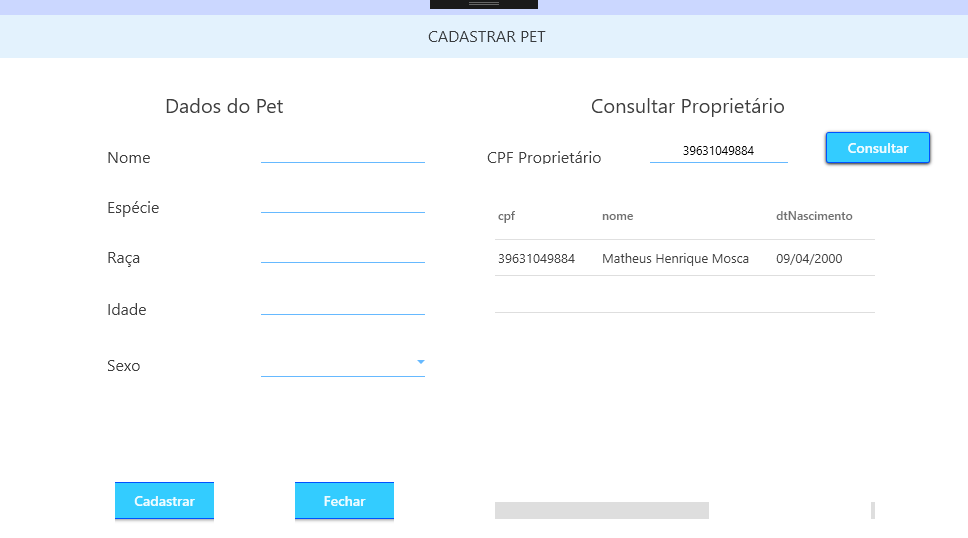 CADASTRAR PET
Dados do Pet
Nome
Espécie
Raça
Idade
Sexo
Cadastrar
Fechar
Consultar Proprietário
CPF Proprietário
39631049884
Consultar
cpf nome dtNascimento
39631049884 Matheus Henrique Mosca 09/04/2000